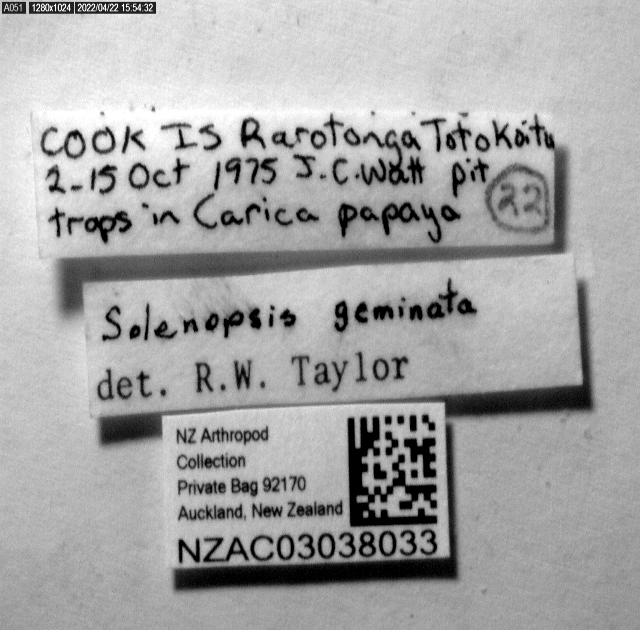 A051 1280x1024 2022/04/22 15:54:32
COOK IS Rarotonga Totokoitu
2-15 Oct 1975 J.C.Watt pit
traps in Carica papaya 22
Solenopsis geminata
det. R.W. Taylor
NZ Arthropod
Collection
Private Bag 92170
Auckland, New Zealand
NZAC03038033